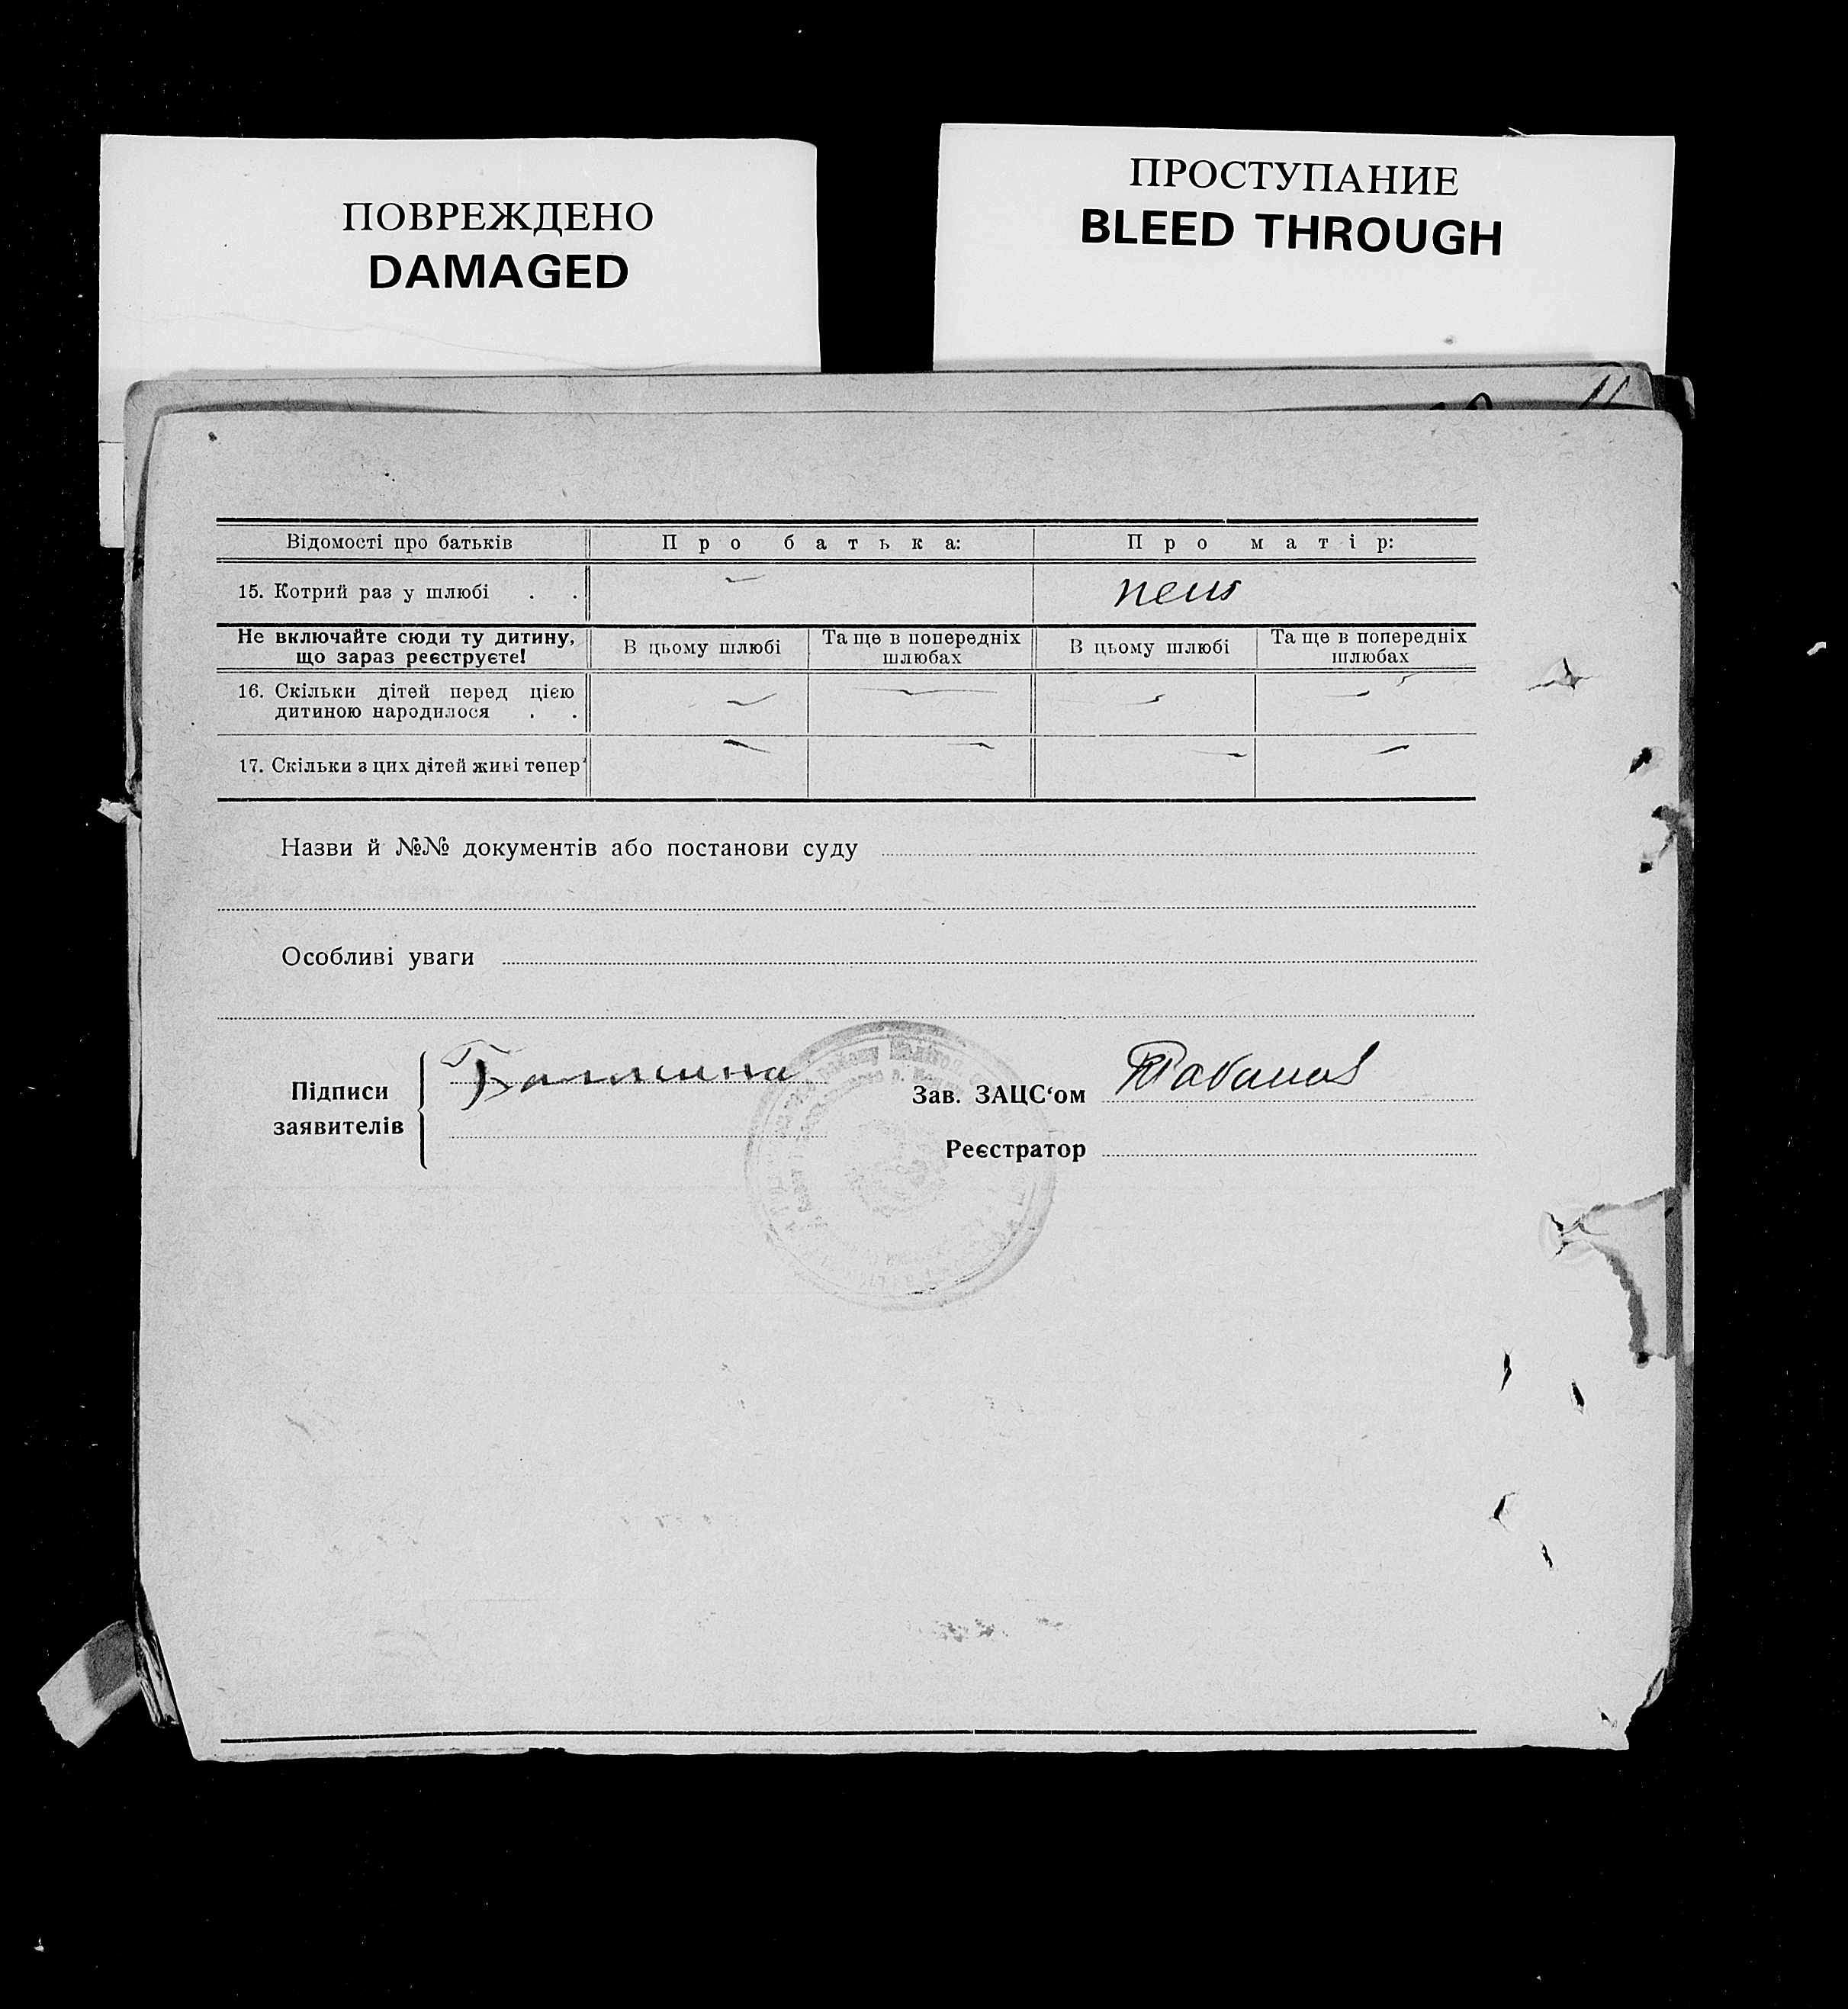 ПОВРЕЖДЕНО
DAMAGED
ПРОСТУПАНИЕ
BLEED THROUGH
Відомості про батьків Про батька: Про матір:
15. Котрий раз у шлюбі . .
Не включайте сюди ту дитину, що зараз реєструєте!
В цьому шлюбі
Та ще в попередніх шлюбах
В цьому шлюбі
Та ще в попередніх шлюбах
16. Скільки дітей перед цією
дитиною народилося . .
17. Скільки з цих дітей живі тепер
Назви й №№ документів або постанови суду
Особливі уваги
Підписи
заявителів
Зав. ЗАЦС‘ом
Реєстратор